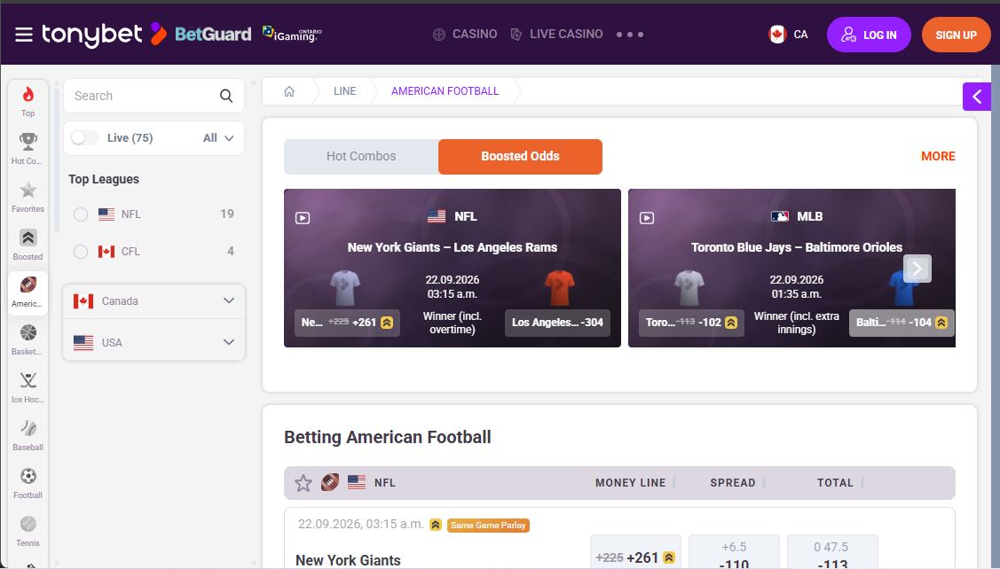 tonybet BetGuard iGaming ONTARIO CASINO LIVE CASINO CA LOG IN SIGN UP
Top
Hot Co...
Favorites
Boosted
Americ...
Basket...
Ice Hoc...
Baseball
Football
Tennis
Search
Live (75) All
Top Leagues
NFL 19
CFL 4
Canada
USA
LINE AMERICAN FOOTBALL
Hot Combos Boosted Odds MORE
NFL
New York Giants – Los Angeles Rams
22.09.2026
03:15 a.m.
Winner (incl.
overtime)
Ne... +225 +261
Los Angeles... -304
MLB
Toronto Blue Jays – Baltimore Orioles
22.09.2026
01:35 a.m.
Winner (incl. extra
innings)
Toro... -113 -102
Balti... -114 -104
Betting American Football
NFL MONEY LINE i SPREAD i TOTAL i
22.09.2026, 03:15 a.m. Same Game Parlay
New York Giants +225 +261
+6.5
-110
O 47.5
-113